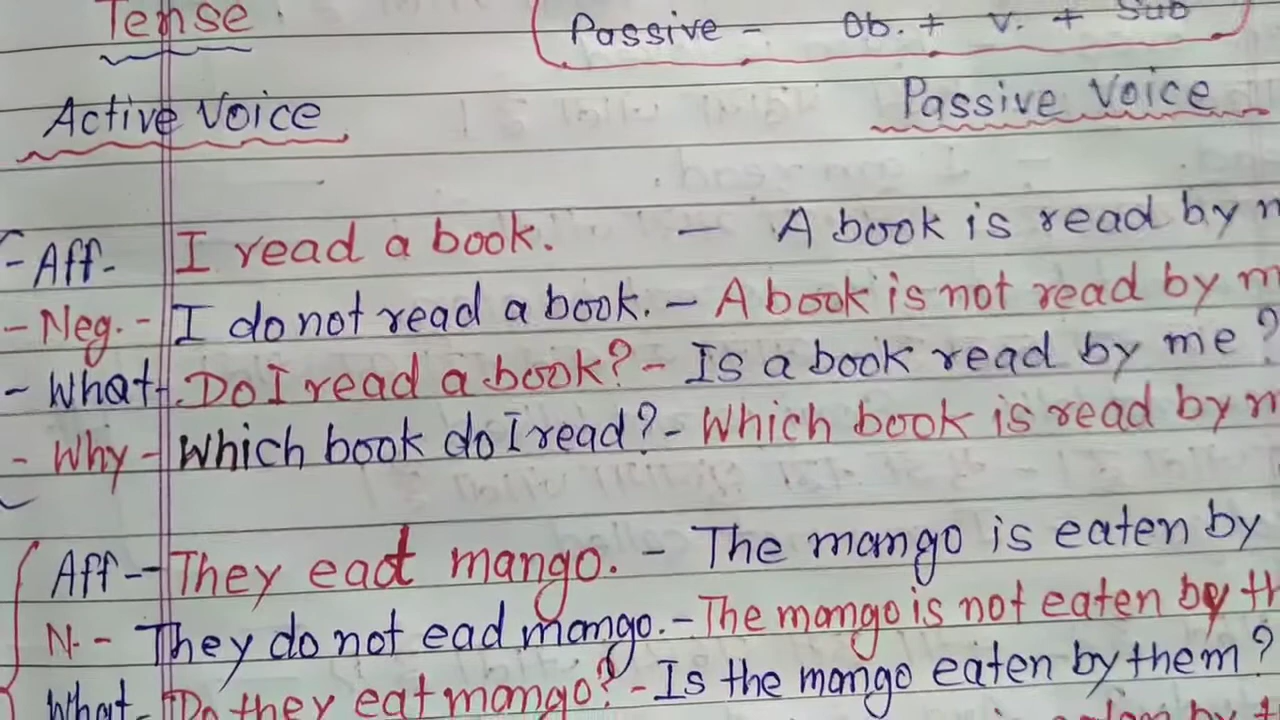 Tense
Passive - Ob. + V. + Sub
Active Voice Passive Voice
- Aff- I read a book. - A book is read by
- Neg. - I do not read a book. - A book is not read by
- What - Do I read a book? - Is a book read by me?
- Why - Which book do I read? - Which book is read by
Aff - They eadt mango. - The mango is eaten by
N. - They do not ead mango. - The mango is not eaten by th
What - Do they eat mango? - Is the mango eaten by them?